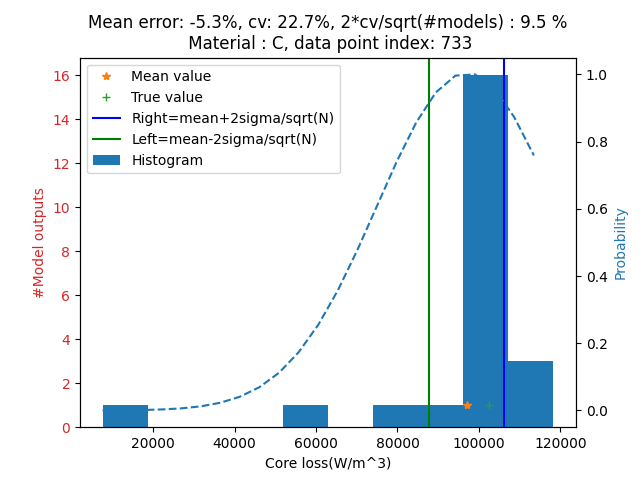 Mean error: -5.3%, cv: 22.7%, 2*cv/sqrt(#models) : 9.5 %
Material : C, data point index: 733
Mean value
True value
Right=mean+2sigma/sqrt(N)
Left=mean-2sigma/sqrt(N)
Histogram
16
14
12
10
8
6
4
2
0
#Model outputs
1.0
0.8
0.6
0.4
0.2
0.0
Probability
20000 40000 60000 80000 100000 120000
Core loss(W/m^3)